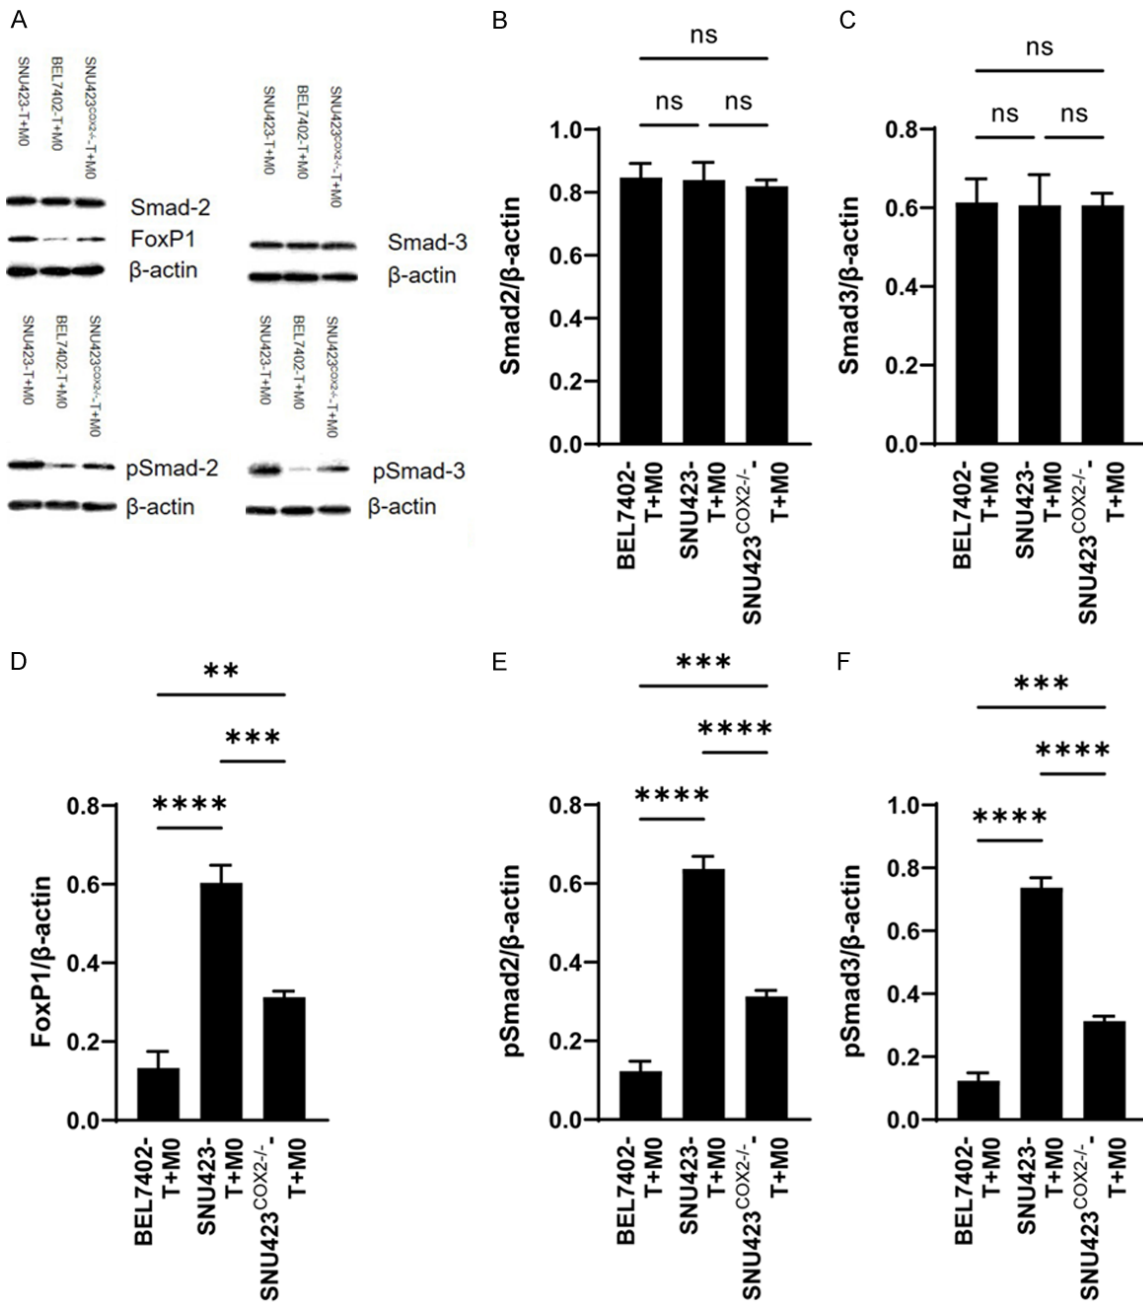 A
SNU423-T+M0
BEL7402-T+M0
SNU423COX2-/--T+M0
Smad-2
FoxP1
β-actin
SNU423-T+M0
BEL7402-T+M0
SNU423COX2-/--T+M0
Smad-3
β-actin
SNU423-T+M0
BEL7402-T+M0
SNU423COX2-/--T+M0
pSmad-2
β-actin
SNU423-T+M0
BEL7402-T+M0
SNU423COX2-/--T+M0
pSmad-3
β-actin
B
ns
ns
ns
1.0
0.8
0.6
0.4
0.2
0.0
Smad2/β-actin
BEL7402-
T+M0
SNU423-
T+M0
SNU423COX2-/--
T+M0
C
ns
ns
ns
0.8
0.6
0.4
0.2
0.0
Smad3/β-actin
BEL7402-
T+M0
SNU423-
T+M0
SNU423COX2-/--
T+M0
D
**
***
****
0.8
0.6
0.4
0.2
0.0
FoxP1/β-actin
BEL7402-
T+M0
SNU423-
T+M0
SNU423COX2-/--
T+M0
E
***
****
****
0.8
0.6
0.4
0.2
0.0
pSmad2/β-actin
BEL7402-
T+M0
SNU423-
T+M0
SNU423COX2-/--
T+M0
F
***
****
****
1.0
0.8
0.6
0.4
0.2
0.0
pSmad3/β-actin
BEL7402-
T+M0
SNU423-
T+M0
SNU423COX2-/--
T+M0